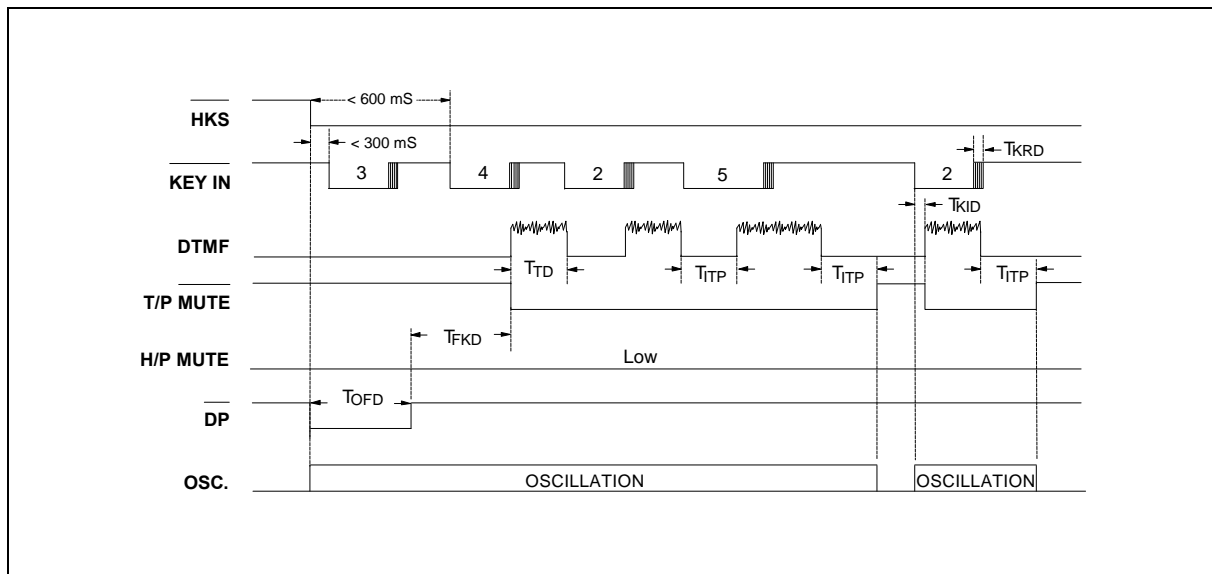 < 600 mS
HKS
< 300 mS
TKRD
KEY IN
3
4
2
5
2
TKID
DTMF
TTD
TITP
TITP
TITP
T/P MUTE
TFKD
H/P MUTE
Low
TOFD
DP
OSC.
OSCILLATION
OSCILLATION